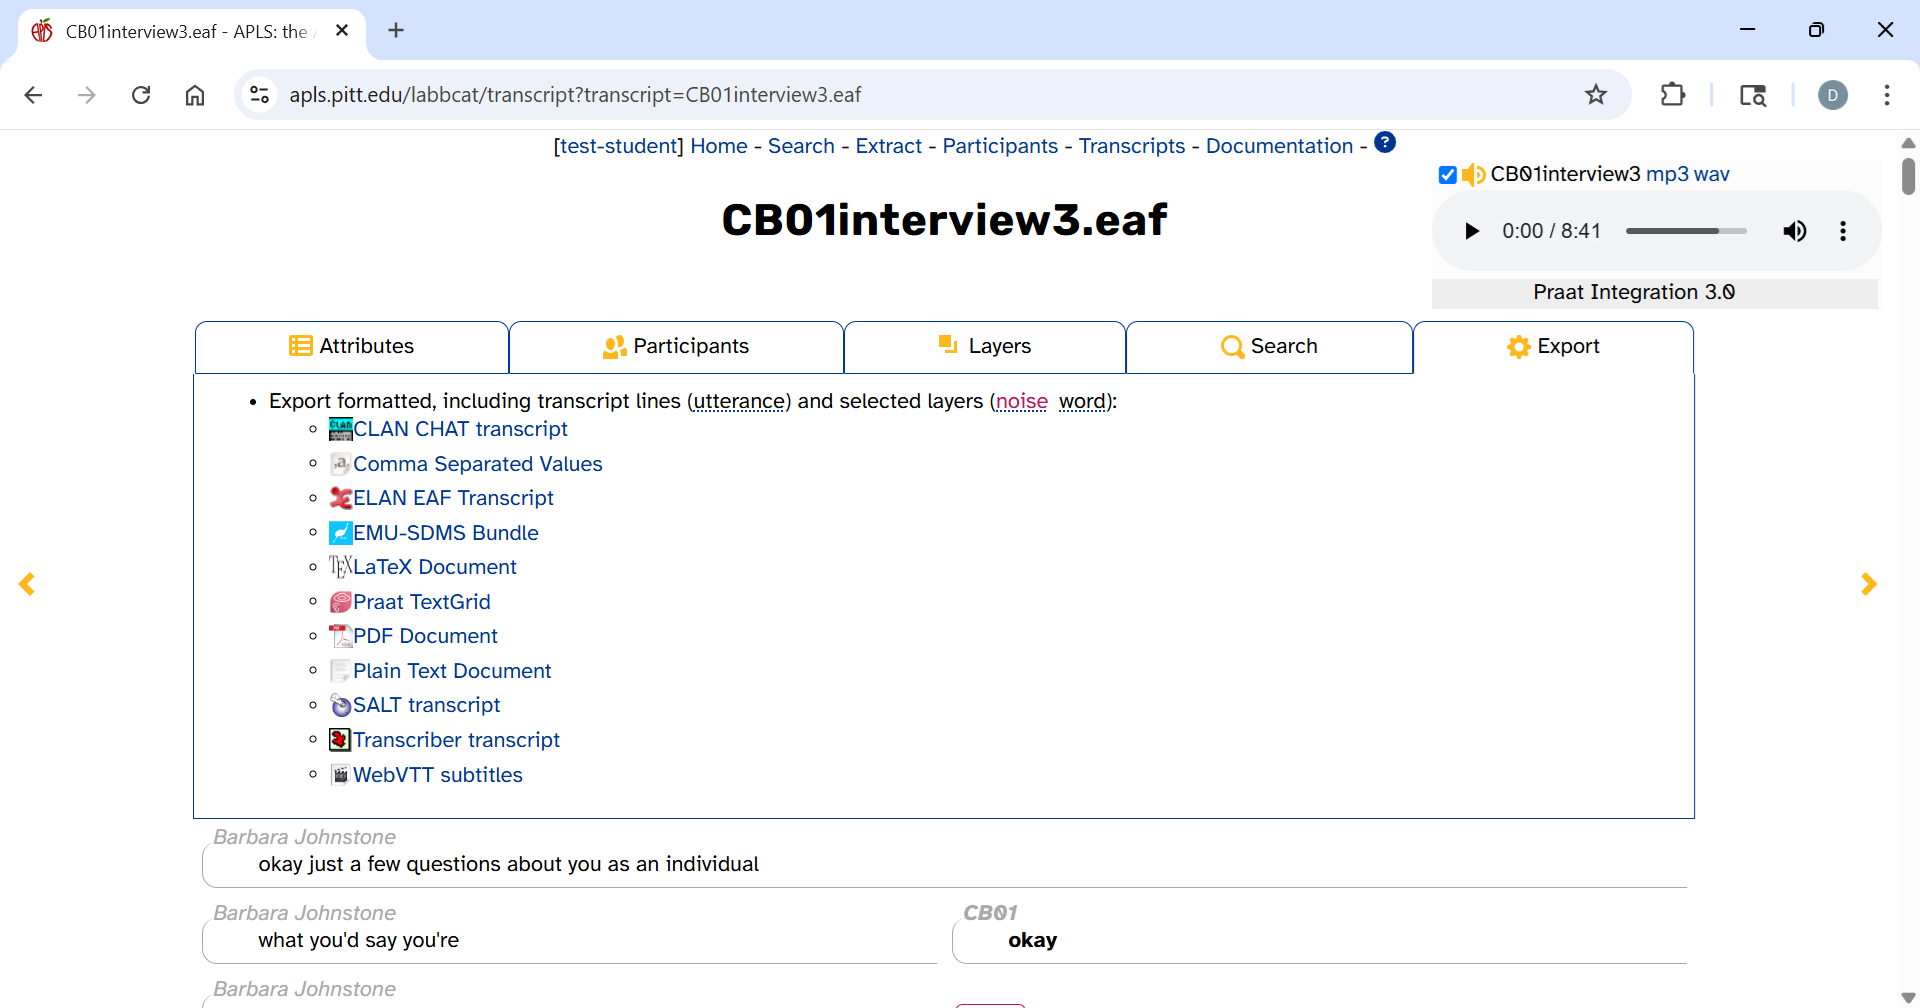 CB01interview3.eaf - APLS: the
apls.pitt.edu/labbcat/transcript?transcript=CB01interview3.eaf
D
[test-student] Home - Search - Extract - Participants - Transcripts - Documentation - ?
CB01interview3 mp3 wav
CB01interview3.eaf
0:00 / 8:41
Praat Integration 3.0
Attributes
Participants
Layers
Search
Export
• Export formatted, including transcript lines (utterance) and selected layers (noise word):
CLAN CHAT transcript
Comma Separated Values
ELAN EAF Transcript
EMU-SDMS Bundle
LaTeX Document
Praat TextGrid
PDF Document
Plain Text Document
SALT transcript
Transcriber transcript
WebVTT subtitles
Barbara Johnstone
okay just a few questions about you as an individual
Barbara Johnstone
what you'd say you're
CB01
okay
Barbara Johnstone